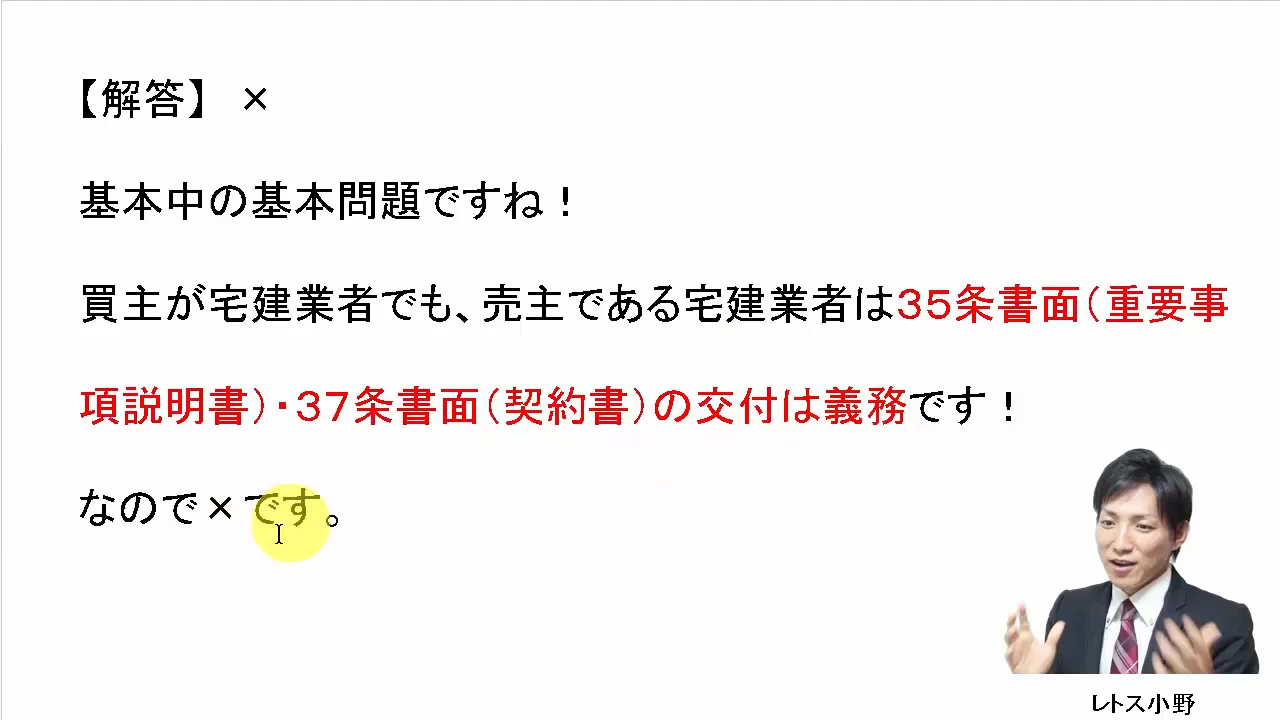 【解答】 ×
基本中の基本問題ですね！
買主が宅建業者でも、売主である宅建業者は３５条書面（重要事
項説明書）・３７条書面（契約書）の交付は義務です！
なので×です。
レトス小野